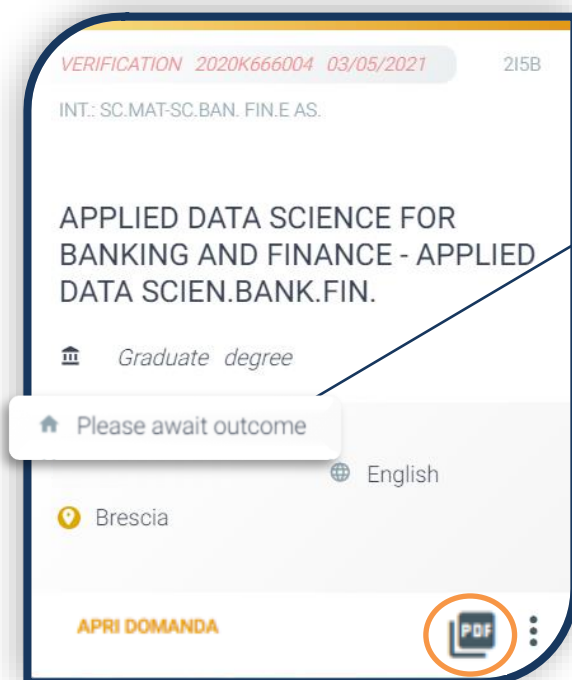 VERIFICATION 2020K666004 03/05/2021 2I5B
INT.: SC.MAT-SC.BAN. FIN.E AS.
APPLIED DATA SCIENCE FOR
BANKING AND FINANCE - APPLIED
DATA SCIEN.BANK.FIN.
Graduate degree
Please await outcome
English
Brescia
APRI DOMANDA
PDF